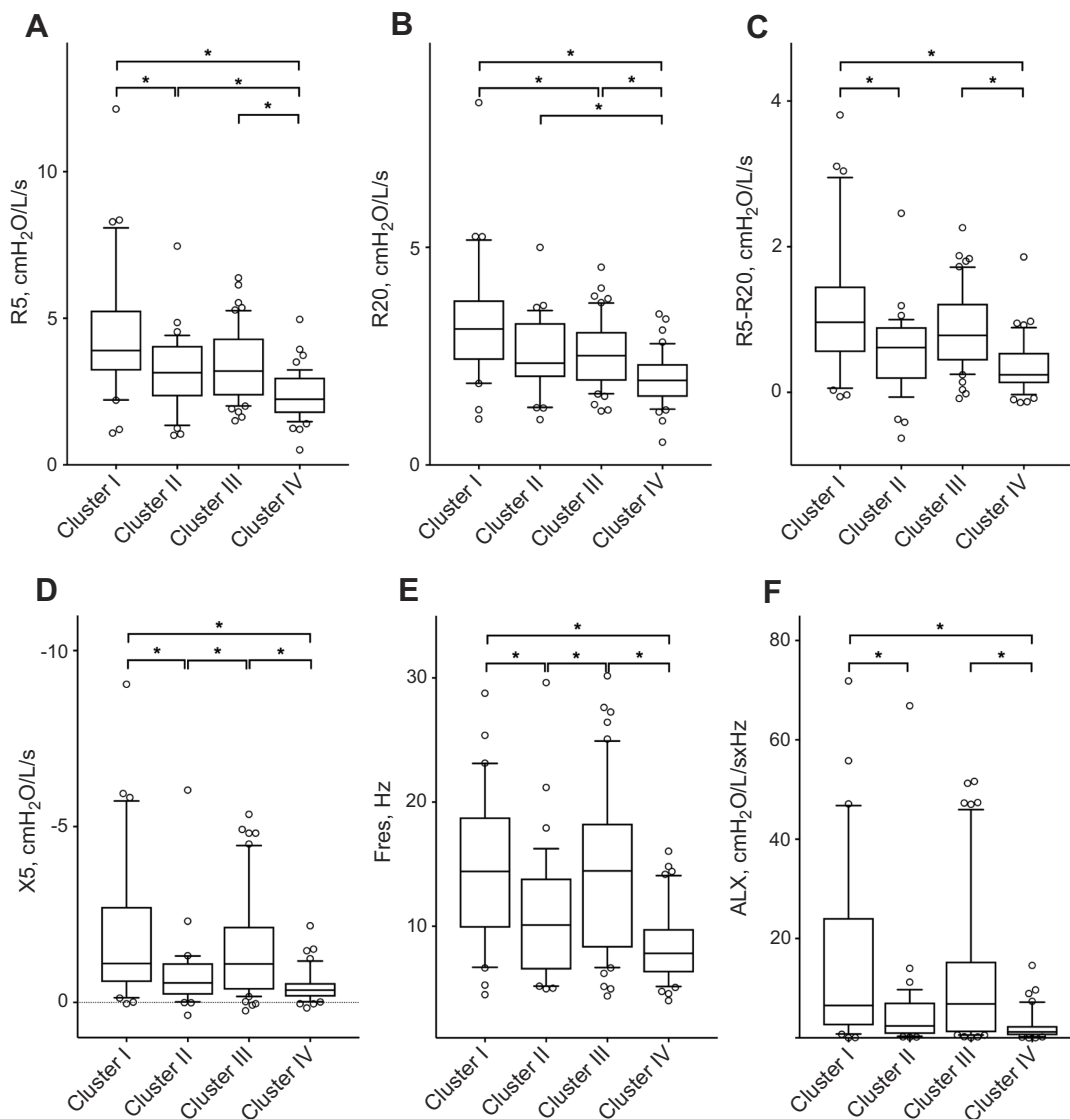 A
B
C
*
*
*
*
*
*
*
*
*
*
*
R5, cmH₂O/L/s
10
5
0
R20, cmH₂O/L/s
5
0
R5-R20, cmH₂O/L/s
4
2
0
Cluster I
Cluster II
Cluster III
Cluster IV
Cluster I
Cluster II
Cluster III
Cluster IV
Cluster I
Cluster II
Cluster III
Cluster IV
D
E
F
*
*
*
*
*
*
*
*
*
*
*
X5, cmH₂O/L/s
-10
-5
0
Fres, Hz
30
20
10
ALX, cmH₂O/L/sxHz
80
60
40
20
Cluster I
Cluster II
Cluster III
Cluster IV
Cluster I
Cluster II
Cluster III
Cluster IV
Cluster I
Cluster II
Cluster III
Cluster IV